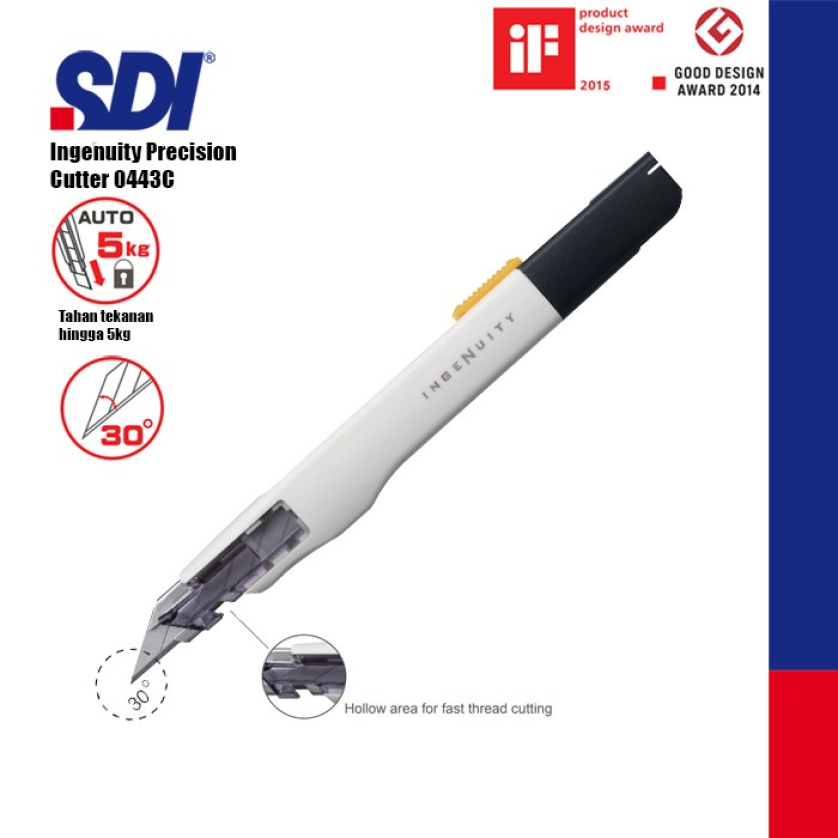 SDI®
Ingenuity Precision
Cutter 0443C
AUTO
5kg
Tahan tekanan
hingga 5kg
30°
iF
product
design award
2015
G
GOOD DESIGN
AWARD 2014
INGENUITY
30°
Hollow area for fast thread cutting